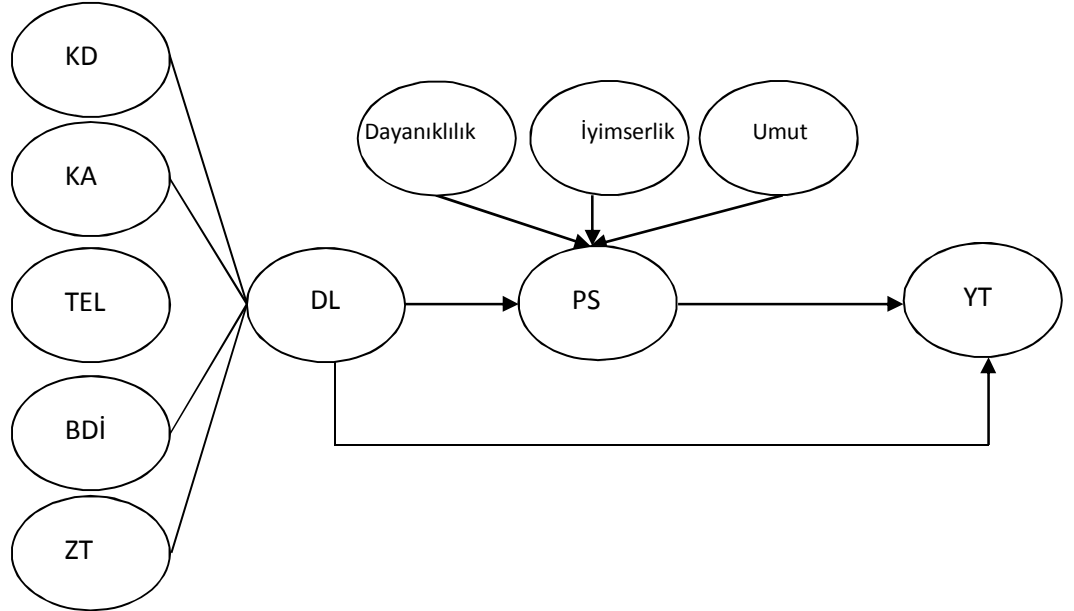 KD
KA
TEL
BDİ
ZT
DL
Dayanıklılık
İyimserlik
Umut
PS
YT